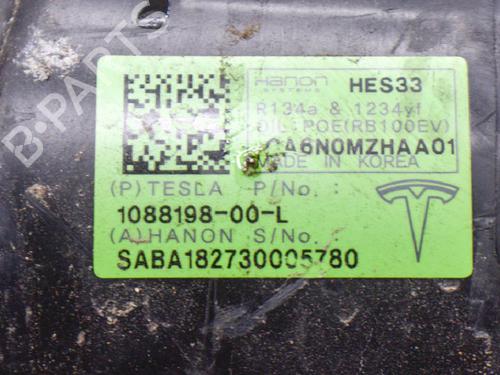 B-PARTS
Hanon
SYSTEMS
HES33
R134a & 1234yf
OIL: POE(RB100EV)
CA6N0MZHAA01
MADE IN KOREA
(P) TESLA P/No :
1088198-00-L
(A) HANON S/No :
SABA182730005780